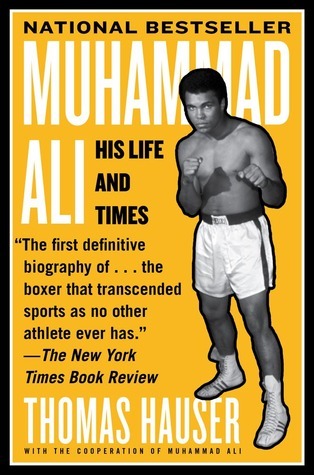 NATIONAL BESTSELLER
MUHAMMAD
ALI
HIS LIFE
AND
TIMES
“The first definitive
biography of . . . the
boxer that transcended
sports as no other
athlete ever has.”
—The New York
Times Book Review
THOMAS HAUSER
WITH THE COOPERATION OF MUHAMMAD ALI